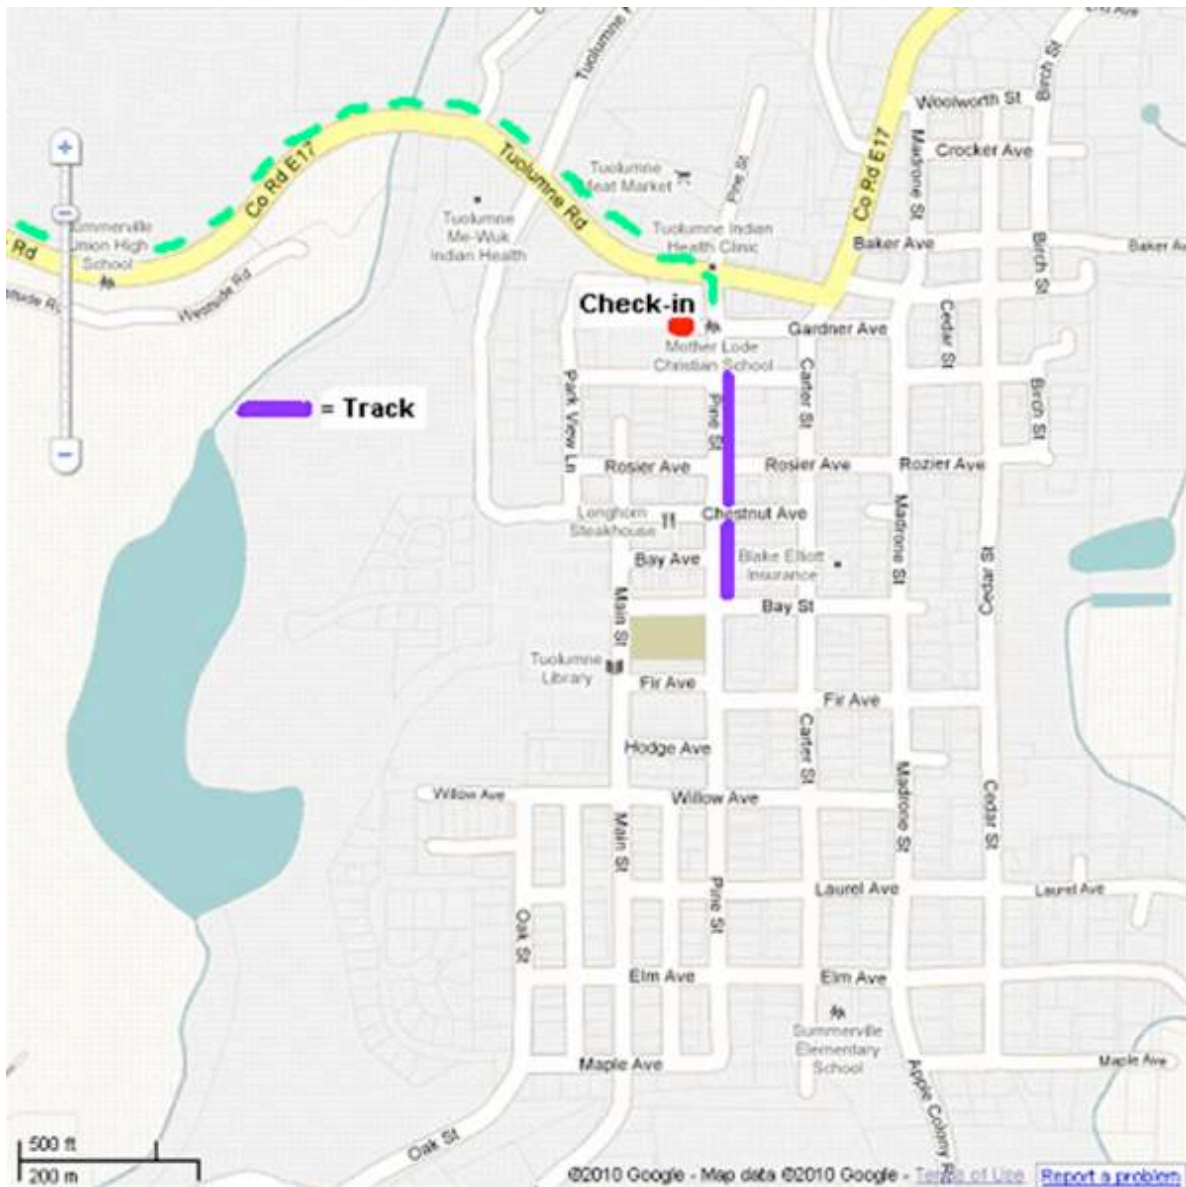 Tuolumne R
Ave
Birch St
Woolworth St
Crocker Ave
Madrone St
Co Rd E17
Co Rd E17
Tuolumne Rd
Tuolumne
Meat Market
Pine St
Tuolumne
Me-Wuk
Indian Health
Tuolumne Indian
Health Clinic
Baker Ave
Birch St
Baker Av
Rd
ummerville
nion High
School
Westside Rd
Check-in
Gardner Ave
Cedar St
Mother Lode
Christian School
Park View Ln
Pine St
Carter St
Birch St
= Track
Rosier Ave
Rosier Ave
Rozier Ave
Longhorn
Steakhouse
Chestnut Ave
Madrone St
Bay Ave
Blake Elliott
Insurance
Cedar St
Main St
Bay St
Tuolumne
Library
Fir Ave
Fir Ave
Hodge Ave
Carter St
Willow Ave
Willow Ave
Madrone St
Cedar St
Main St
Pine St
Laurel Ave
Laurel Ave
Oak St
Elm Ave
Elm Ave
Summerville
Elementary
School
Maple Ave
Maple Ave
Apple Colony R
Oak St
500 ft
200 m
©2010 Google - Map data ©2010 Google - Terms of Use
Report a problem